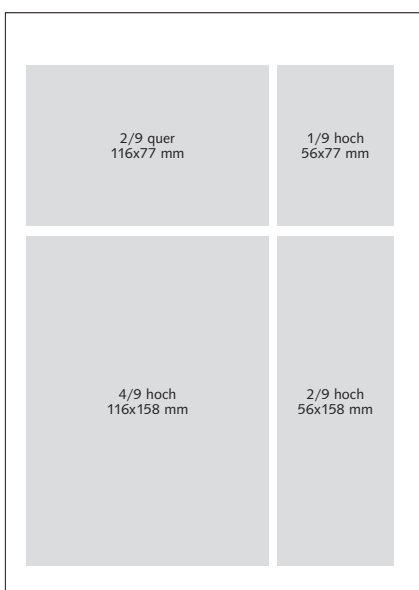 2/9 quer
116x77 mm
1/9 hoch
56x77 mm
4/9 hoch
116x158 mm
2/9 hoch
56x158 mm